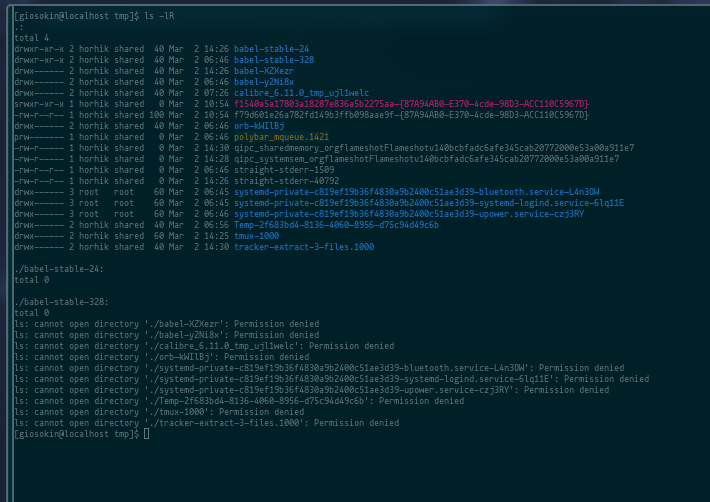 [giosokin@localhost tmp]$ ls -lR
.:
total 4
drwxr-xr-x 2 horhik shared  40 Mar  2 14:26 babel-stable-24
drwxr-xr-x 2 horhik shared  40 Mar  2 06:46 babel-stable-328
drwx------ 2 horhik shared  40 Mar  2 14:26 babel-XZXezr
drwx------ 2 horhik shared  40 Mar  2 06:46 babel-y2Ni8x
drwx------ 2 horhik shared  40 Mar  2 07:26 calibre_6.11.0_tmp_ujl1welc
srwxr-xr-x 1 horhik shared   0 Mar  2 10:54 f1540a5a17803a18287e836a5b2275aa-{87A94AB0-E370-4cde-98D3-ACC110C5967D}
-rw-r--r-- 1 horhik shared 100 Mar  2 10:54 f79d601e26a782fd149b3ffb098aae9f-{87A94AB0-E370-4cde-98D3-ACC110C5967D}
drwx------ 2 horhik shared  40 Mar  2 06:46 orb-kWIlBj
prw------- 1 horhik shared   0 Mar  2 06:46 polybar_mqueue.1421
-rw-r----- 1 horhik shared   0 Mar  2 14:30 qipc_sharedmemory_orgflameshotFlameshotv140bcbfadc6afe345cab20772000e53a00a911e7
-rw-r----- 1 horhik shared   0 Mar  2 14:28 qipc_systemsem_orgflameshotFlameshotv140bcbfadc6afe345cab20772000e53a00a911e7
-rw-r--r-- 1 horhik shared   0 Mar  2 06:46 straight-stderr-1509
-rw-r--r-- 1 horhik shared   0 Mar  2 14:26 straight-stderr-40792
drwx------ 3 root   root    60 Mar  2 06:45 systemd-private-c819ef19b36f4830a9b2400c51ae3d39-bluetooth.service-L4n3OW
drwx------ 3 root   root    60 Mar  2 06:45 systemd-private-c819ef19b36f4830a9b2400c51ae3d39-systemd-logind.service-6lq11E
drwx------ 3 root   root    60 Mar  2 06:46 systemd-private-c819ef19b36f4830a9b2400c51ae3d39-upower.service-czj3RY
drwx------ 2 horhik shared  40 Mar  2 06:56 Temp-2f683bd4-8136-4060-8956-d75c94d49c6b
drwx------ 2 horhik shared  60 Mar  2 14:25 tmux-1000
drwx------ 2 horhik shared  40 Mar  2 14:30 tracker-extract-3-files.1000
./babel-stable-24:
total 0
./babel-stable-328:
total 0
ls: cannot open directory './babel-XZXezr': Permission denied
ls: cannot open directory './babel-y2Ni8x': Permission denied
ls: cannot open directory './calibre_6.11.0_tmp_ujl1welc': Permission denied
ls: cannot open directory './orb-kWIlBj': Permission denied
ls: cannot open directory './systemd-private-c819ef19b36f4830a9b2400c51ae3d39-bluetooth.service-L4n3OW': Permission denied
ls: cannot open directory './systemd-private-c819ef19b36f4830a9b2400c51ae3d39-systemd-logind.service-6lq11E': Permission denied
ls: cannot open directory './systemd-private-c819ef19b36f4830a9b2400c51ae3d39-upower.service-czj3RY': Permission denied
ls: cannot open directory './Temp-2f683bd4-8136-4060-8956-d75c94d49c6b': Permission denied
ls: cannot open directory './tmux-1000': Permission denied
ls: cannot open directory './tracker-extract-3-files.1000': Permission denied
[giosokin@localhost tmp]$